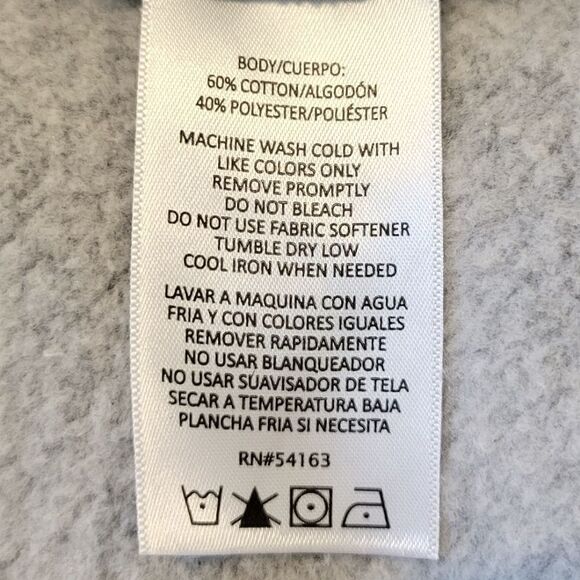 BODY/CUERPO:
60% COTTON/ALGODÓN
40% POLYESTER/POLIÉSTER
MACHINE WASH COLD WITH
LIKE COLORS ONLY
REMOVE PROMPTLY
DO NOT BLEACH
DO NOT USE FABRIC SOFTENER
TUMBLE DRY LOW
COOL IRON WHEN NEEDED
LAVAR A MAQUINA CON AGUA
FRIA Y CON COLORES IGUALES
REMOVER RAPIDAMENTE
NO USAR BLANQUEADOR
NO USAR SUAVISADOR DE TELA
SECAR A TEMPERATURA BAJA
PLANCHA FRIA SI NECESITA
RN#54163